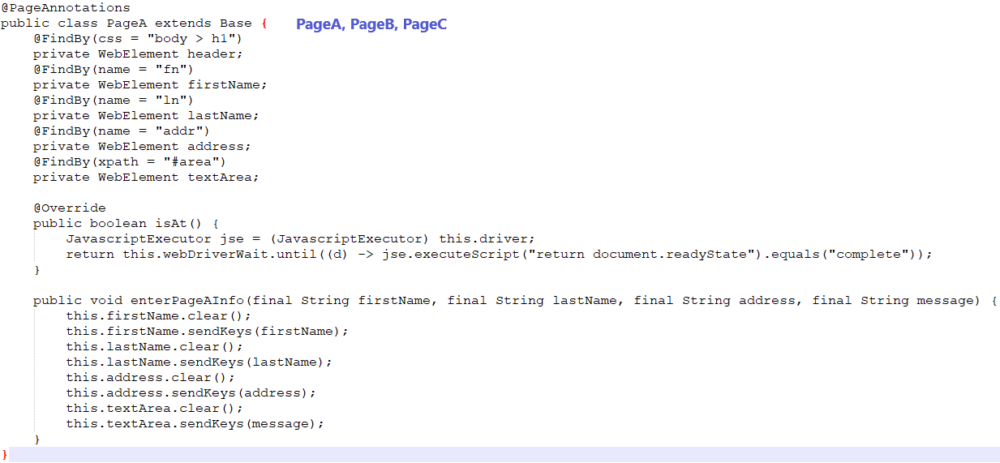 @PageAnnotations
public class PageA extends Base {    PageA, PageB, PageC
    @FindBy(css = "body > h1")
    private WebElement header;
    @FindBy(name = "fn")
    private WebElement firstName;
    @FindBy(name = "ln")
    private WebElement lastName;
    @FindBy(name = "addr")
    private WebElement address;
    @FindBy(xpath = "#area")
    private WebElement textArea;

    @Override
    public boolean isAt() {
        JavascriptExecutor jse = (JavascriptExecutor) this.driver;
        return this.webDriverWait.until((d) -> jse.executeScript("return document.readyState").equals("complete"));
    }

    public void enterPageAInfo(final String firstName, final String lastName, final String address, final String message) {
        this.firstName.clear();
        this.firstName.sendKeys(firstName);
        this.lastName.clear();
        this.lastName.sendKeys(lastName);
        this.address.clear();
        this.address.sendKeys(address);
        this.textArea.clear();
        this.textArea.sendKeys(message);
    }
}